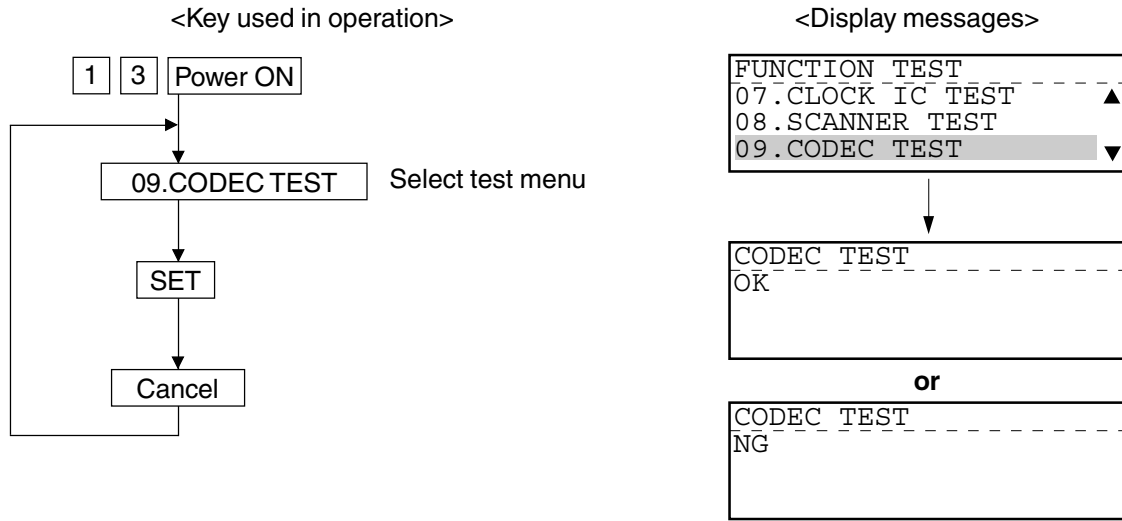 <Key used in operation>
1 3 Power ON
09.CODEC TEST Select test menu
SET
Cancel
<Display messages>
FUNCTION TEST
07.CLOCK IC TEST ▲
08.SCANNER TEST
09.CODEC TEST ▼
CODEC TEST
OK
or
CODEC TEST
NG